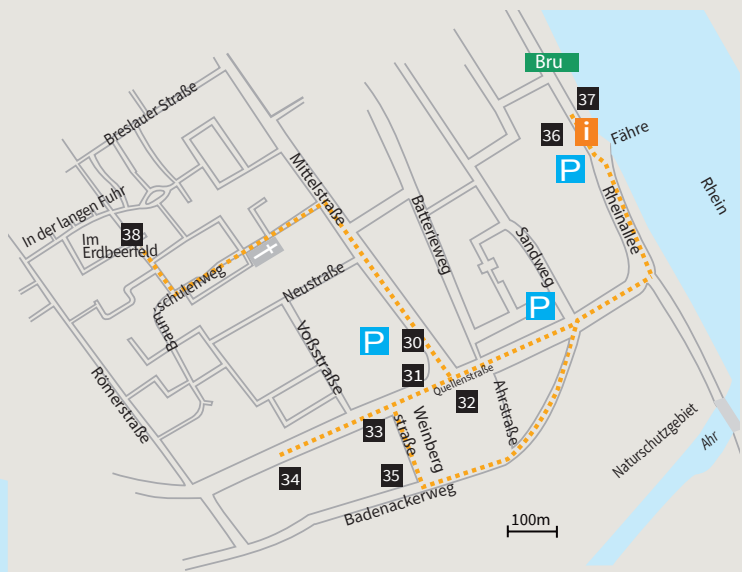 Bru
37
36
i
Fähre
P
Rhein
Rheinallee
Breslauer Straße
Mittelstraße
In der langen Fuhr
38
Im
Erdbeerfeld
Batterieweg
Sandweg
schulenweg
Baum
Neustraße
P
Voßstraße
P
30
31
Quellenstraße
32
Römerstraße
33
Weinberg
straße
Ahrstraße
34
35
Badenackerweg
Naturschutzgebiet
Ahr
100m